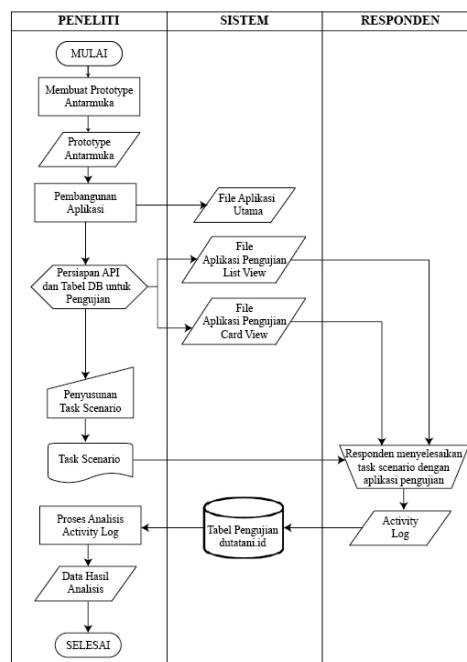 PENELITI
SISTEM
RESPONDEN
MULAI
Membuat Prototype
Antarmuka
Prototype
Antarmuka
Pembangunan
Aplikasi
File Aplikasi
Utama
File
Aplikasi Pengujian
List View
Persiapan API
dan Tabel DB untuk
Pengujian
File
Aplikasi Pengujian
Card View
Penyusunan
Task Scenario
Task Scenario
Responden menyelesaikan
task scenario dengan
aplikasi pengujian
Activity
Log
Tabel Pengujian
dutatani.id
Proses Analisis
Activity Log
Data Hasil
Analisis
SELESAI